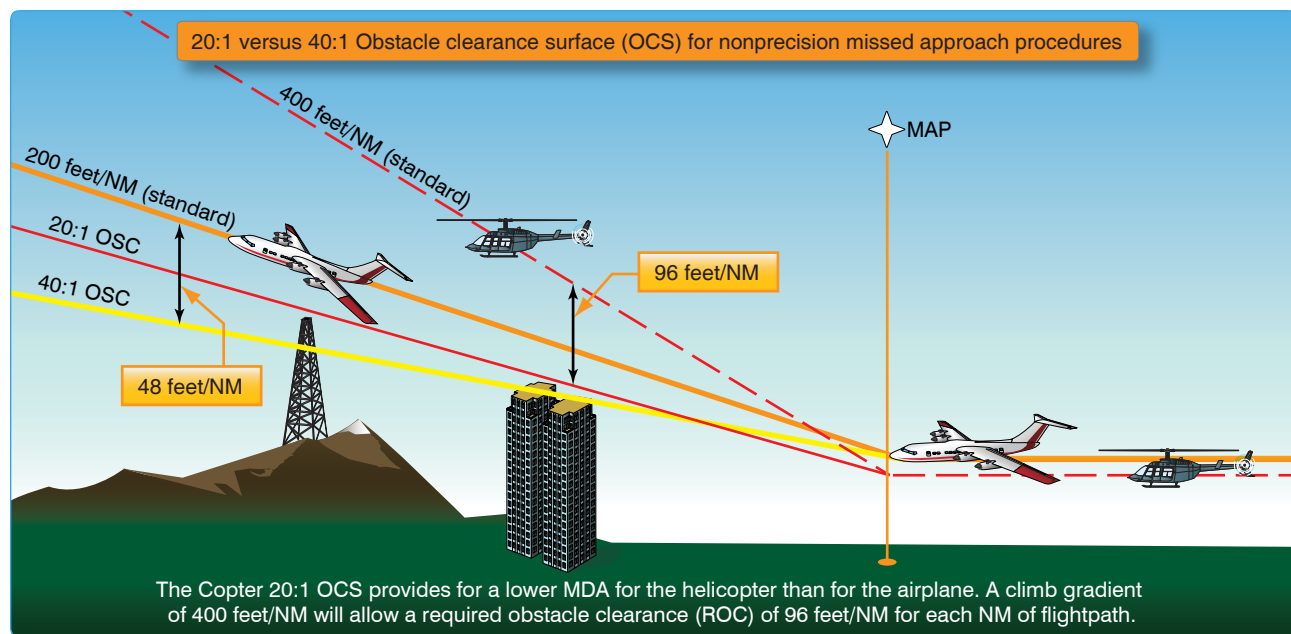 20:1 versus 40:1 Obstacle clearance surface (OCS) for nonprecision missed approach procedures
400 feet/NM (standard)
MAP
200 feet/NM (standard)
20:1 OSC
96 feet/NM
40:1 OSC
48 feet/NM
The Copter 20:1 OCS provides for a lower MDA for the helicopter than for the airplane. A climb gradient
of 400 feet/NM will allow a required obstacle clearance (ROC) of 96 feet/NM for each NM of flightpath.